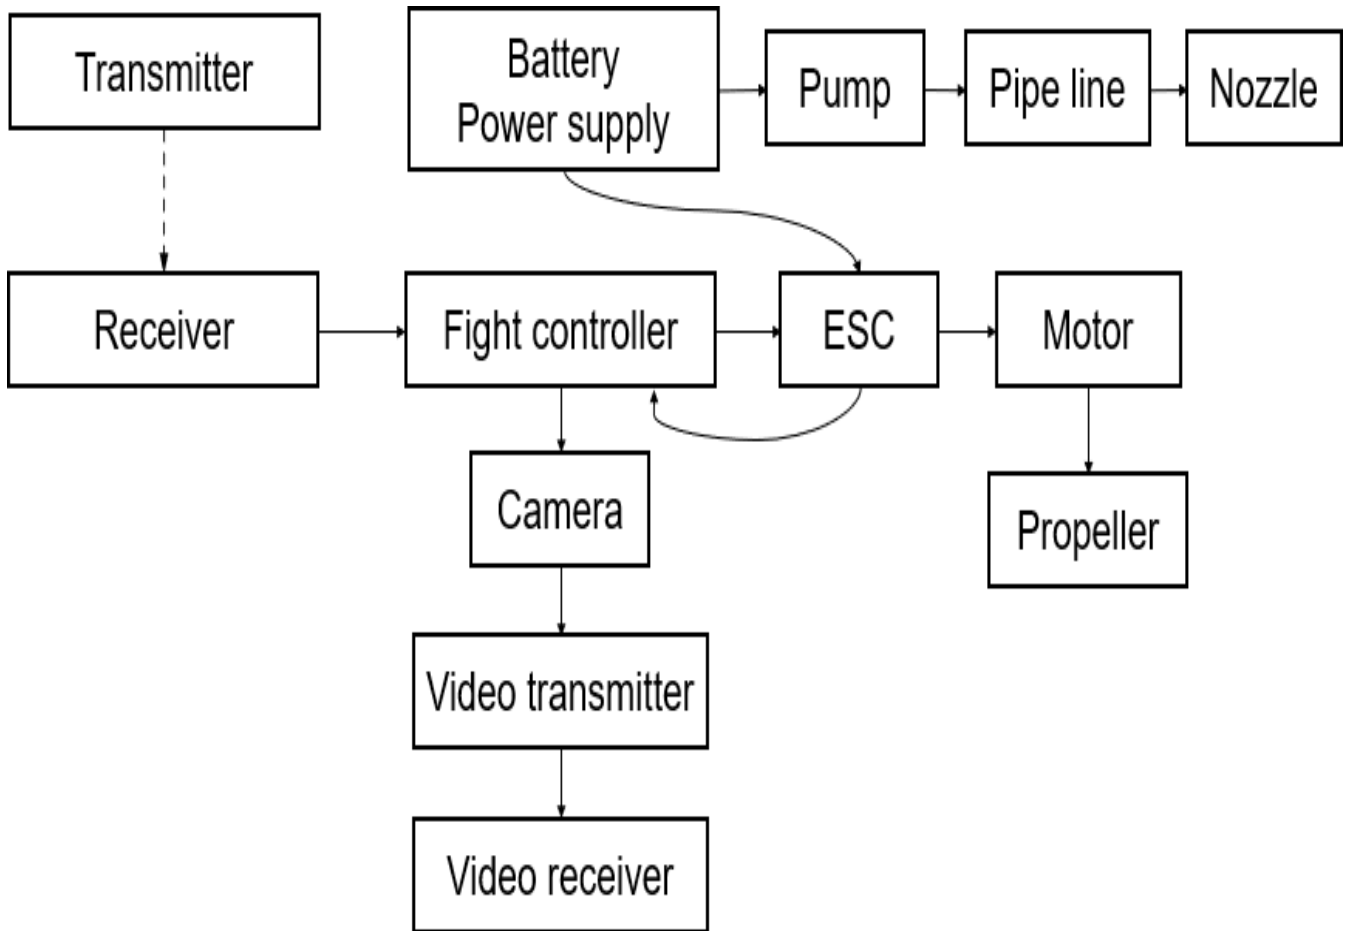 Transmitter
Battery
Power supply
Pump
Pipe line
Nozzle
Receiver
Fight controller
ESC
Motor
Camera
Propeller
Video transmitter
Video receiver